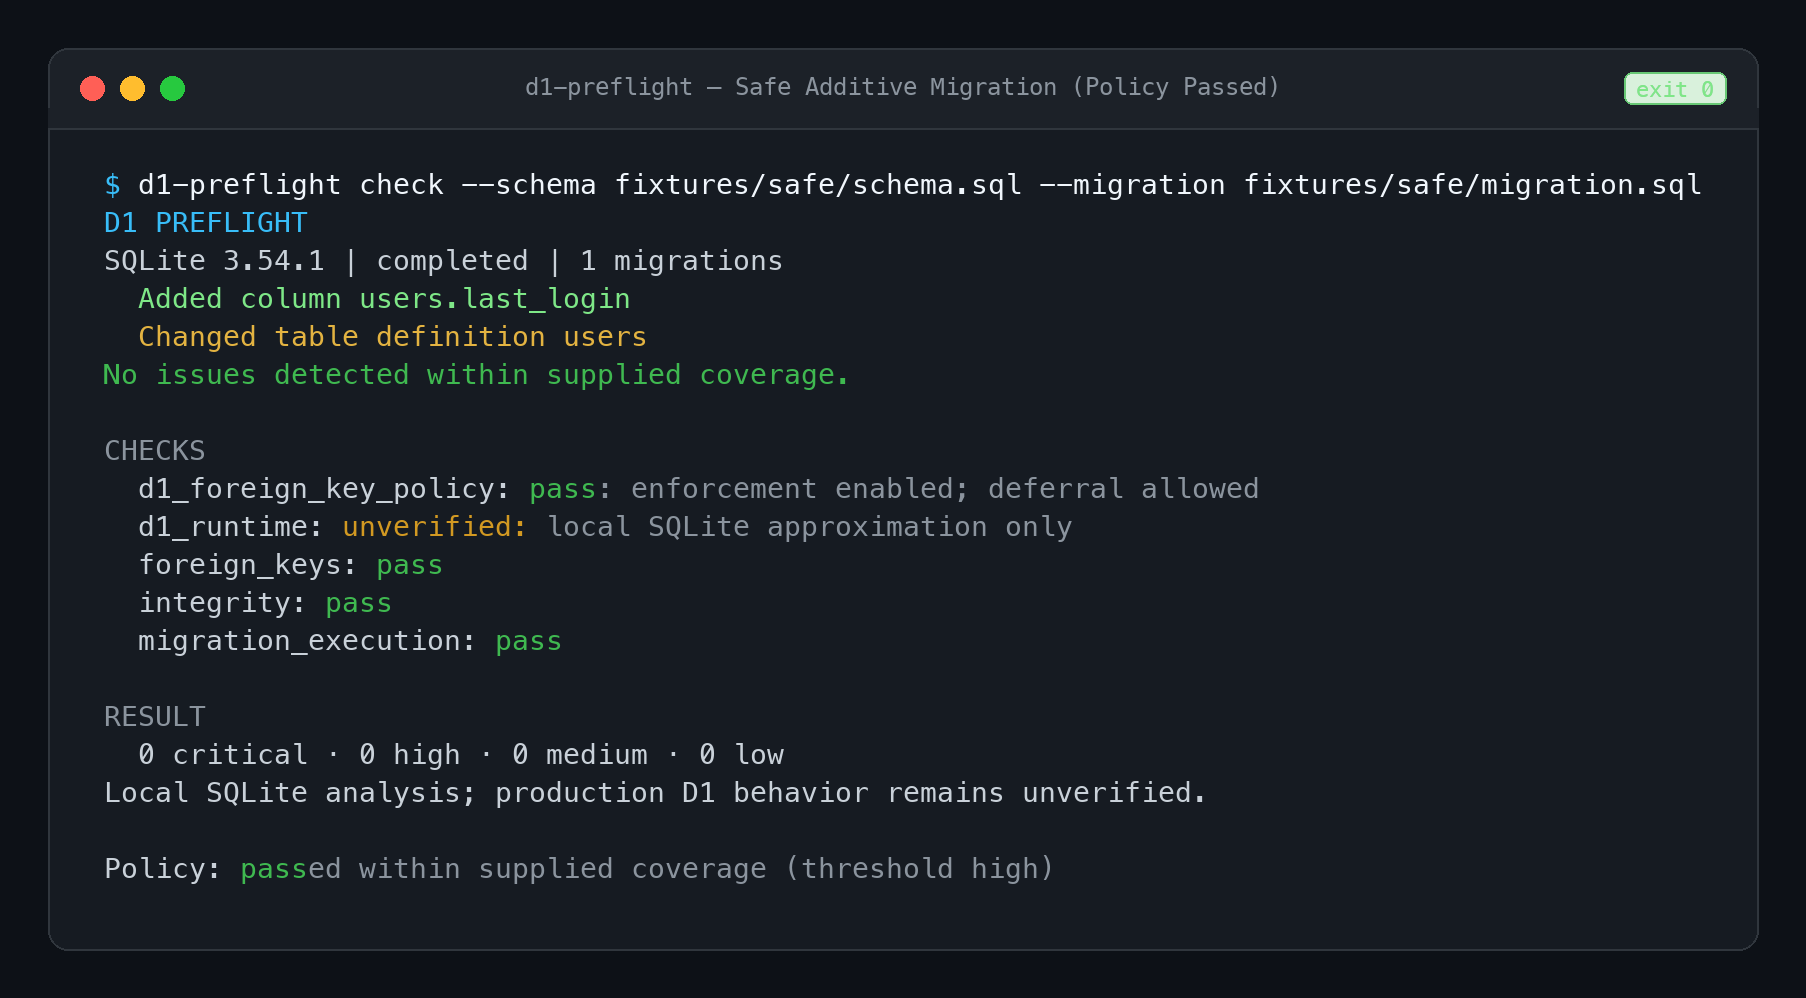 d1-preflight — Safe Additive Migration (Policy Passed)
exit 0
$ d1-preflight check --schema fixtures/safe/schema.sql --migration fixtures/safe/migration.sql
D1 PREFLIGHT
SQLite 3.54.1 | completed | 1 migrations
Added column users.last_login
Changed table definition users
No issues detected within supplied coverage.
CHECKS
d1_foreign_key_policy: pass: enforcement enabled; deferral allowed
d1_runtime: unverified: local SQLite approximation only
foreign_keys: pass
integrity: pass
migration_execution: pass
RESULT
0 critical · 0 high · 0 medium · 0 low
Local SQLite analysis; production D1 behavior remains unverified.
Policy: passed within supplied coverage (threshold high)